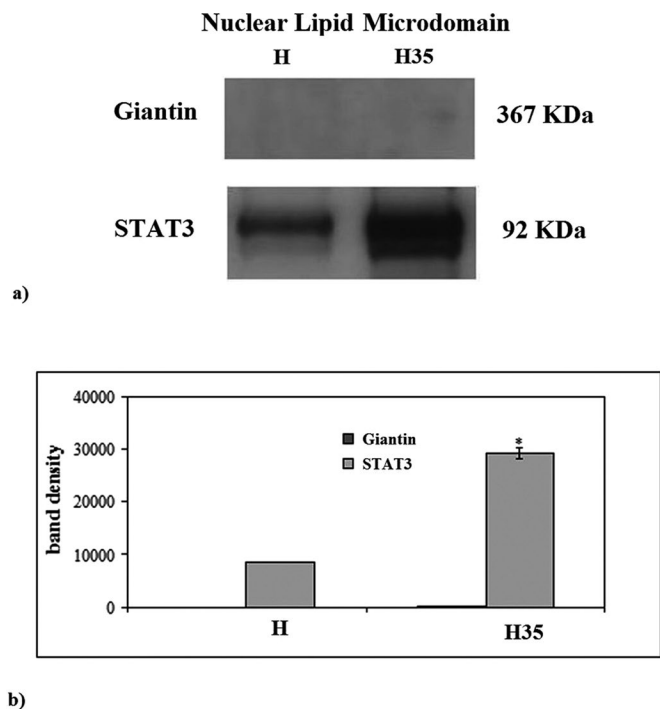 Nuclear Lipid Microdomain
H H35
Giantin 367 KDa
STAT3 92 KDa
a)
40000
30000
20000
10000
0
band density
Giantin
STAT3
*
H H35
b)